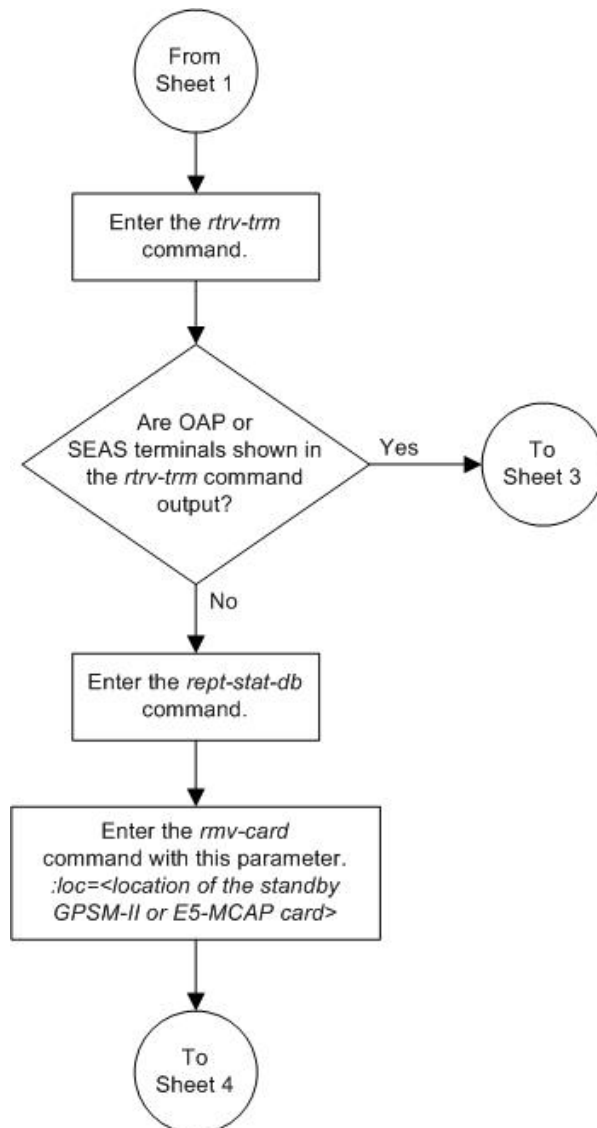 From
Sheet 1
Enter the rtrv-trm
command.
Are OAP or
SEAS terminals shown in
the rtrv-trm command
output?
Yes
To
Sheet 3
No
Enter the rept-stat-db
command.
Enter the rmv-card
command with this parameter.
:loc=<location of the standby
GPSM-II or E5-MCAP card>
To
Sheet 4